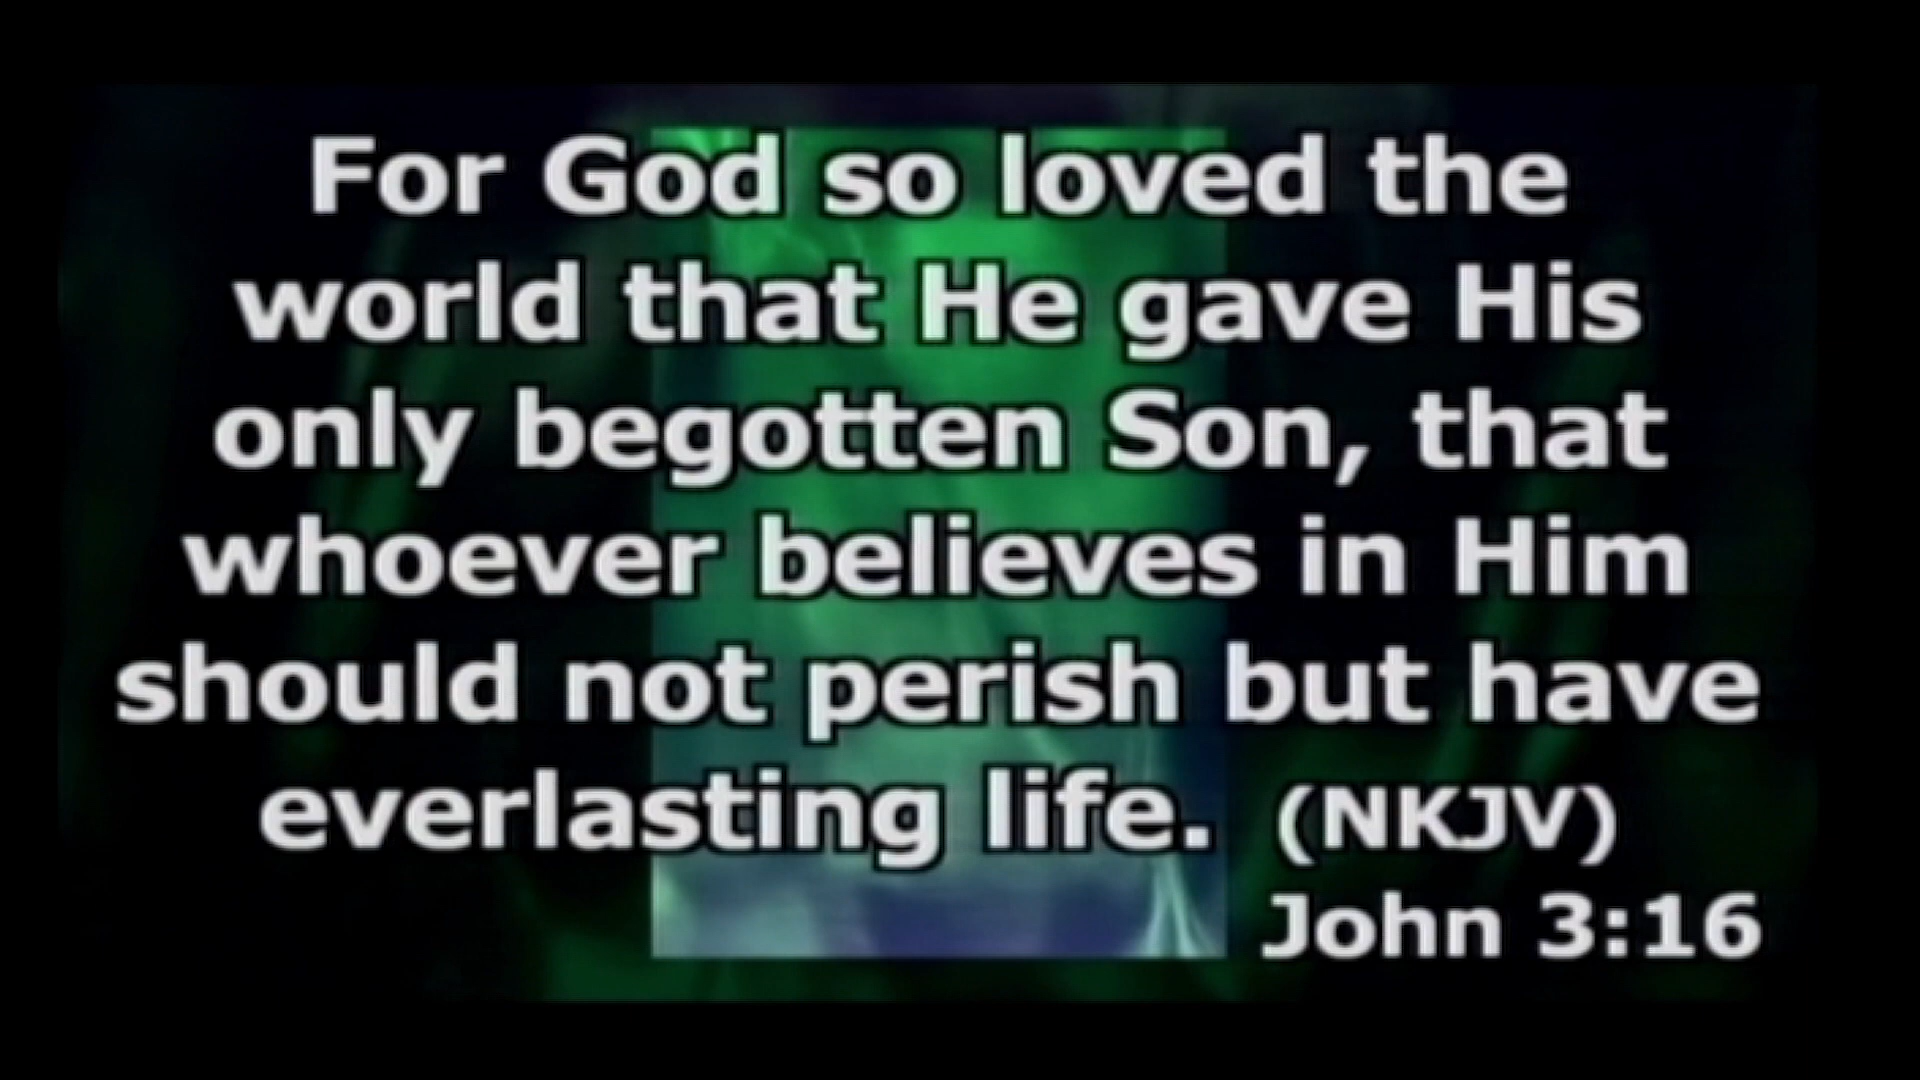 For God so loved the
world that He gave His
only begotten Son, that
whoever believes in Him
should not perish but have
everlasting life. (NKJV)
John 3:16